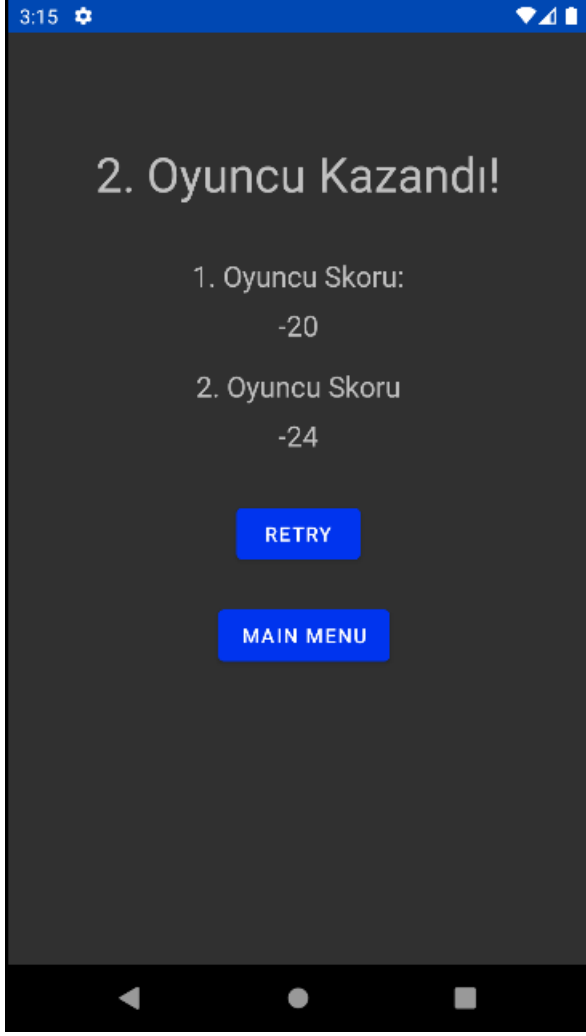 3:15
2. Oyuncu Kazandı!
1. Oyuncu Skoru:
-20
2. Oyuncu Skoru
-24
RETRY
MAIN MENU